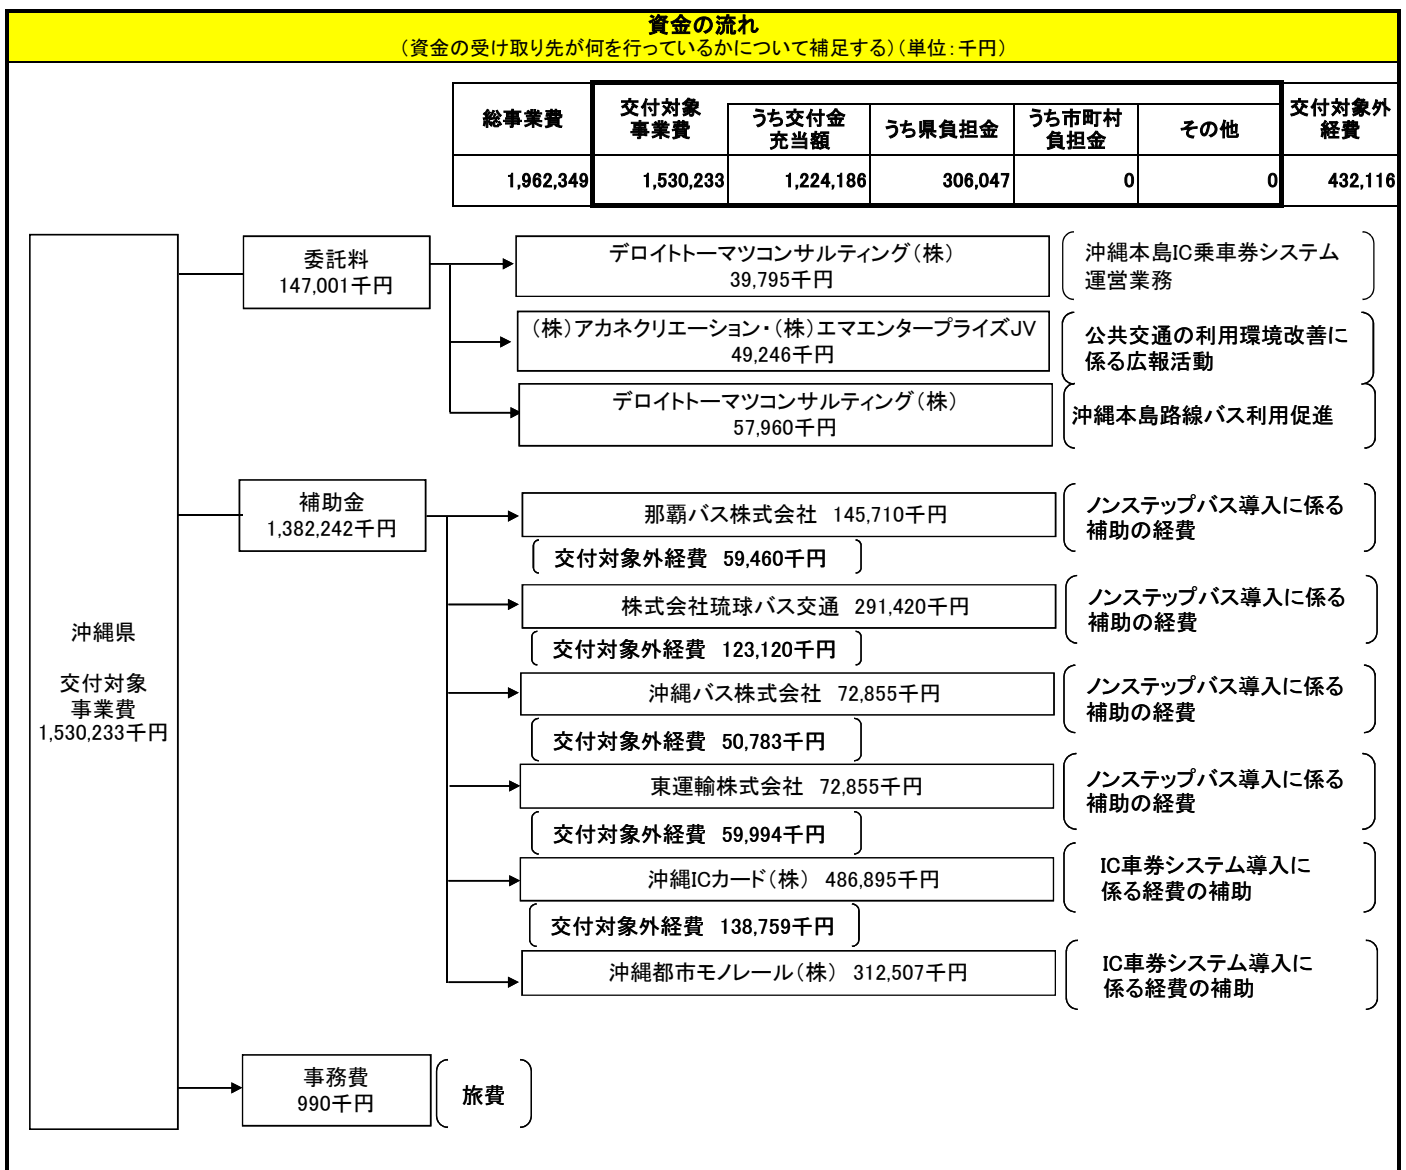 資金の流れ
（資金の受け取り先が何を行っているかについて補足する）（単位：千円）
総事業費
交付対象
事業費
うち交付金
充当額
うち県負担金
うち市町村
負担金
その他
交付対象外
経費
1,962,349
1,530,233
1,224,186
306,047
0
0
432,116
沖縄県
交付対象
事業費
1,530,233千円
委託料
147,001千円
デロイトトーマツコンサルティング（株）
39,795千円
沖縄本島IC乗車券システム
運営業務
（株）アカネクリエーション・（株）エマエンタープライズJV
49,246千円
公共交通の利用環境改善に
係る広報活動
デロイトトーマツコンサルティング（株）
57,960千円
沖縄本島路線バス利用促進
補助金
1,382,242千円
那覇バス株式会社 145,710千円
ノンステップバス導入に係る
補助の経費
交付対象外経費 59,460千円
株式会社琉球バス交通 291,420千円
ノンステップバス導入に係る
補助の経費
交付対象外経費 123,120千円
沖縄バス株式会社 72,855千円
ノンステップバス導入に係る
補助の経費
交付対象外経費 50,783千円
東運輸株式会社 72,855千円
ノンステップバス導入に係る
補助の経費
交付対象外経費 59,994千円
沖縄ICカード（株） 486,895千円
IC車券システム導入に
係る経費の補助
交付対象外経費 138,759千円
沖縄都市モノレール（株） 312,507千円
IC車券システム導入に
係る経費の補助
事務費
990千円
旅費